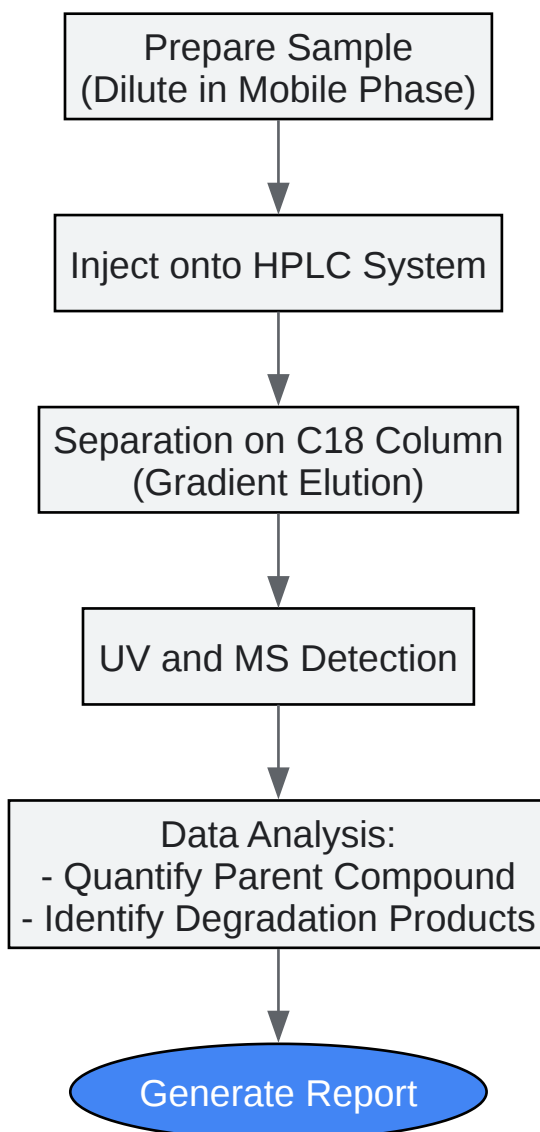 Prepare Sample
(Dilute in Mobile Phase)
Inject onto HPLC System
Separation on C18 Column
(Gradient Elution)
UV and MS Detection
Data Analysis:
- Quantify Parent Compound
- Identify Degradation Products
Generate Report